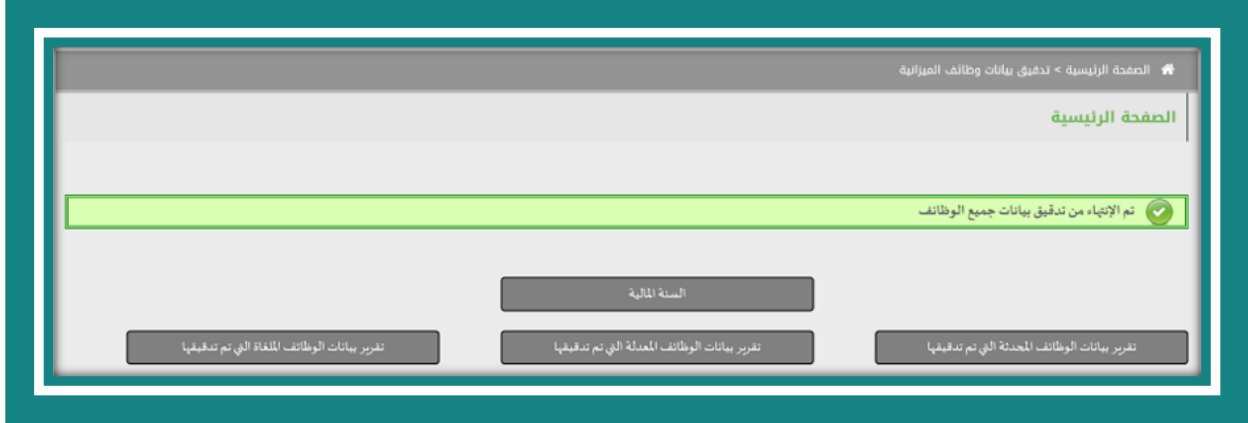 الصفحة الرئيسية > تدقيق بيانات وظائف الميزانية
الصفحة الرئيسية
تم الإنتهاء من تدقيق بيانات جميع الوظائف
السنة المالية
تقرير بيانات الوظائف المحدثة التي تم تدقيقها
تقرير بيانات الوظائف المعدلة التي تم تدقيقها
تقرير بيانات الوظائف الملغاة التي تم تدقيقها